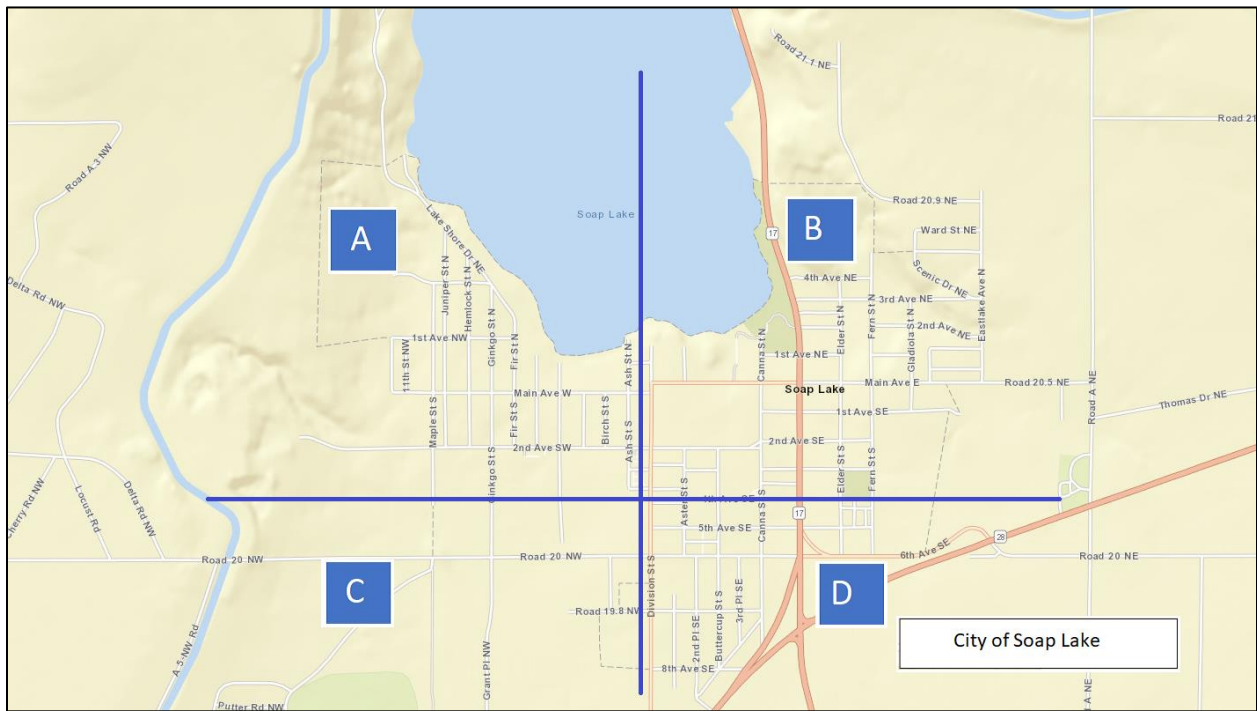 Road 21.1 NE
Road A.3 NW
Road 21
Lake Shore Dr NE
Road 20.9 NE
A
Soap Lake
B
17
Ward St NE
Juniper St N
Hemlock St N
4th Ave NE
Scenic Dr NE
Delta Rd NW
3rd Ave NE
Eastlake Ave N
Ginkgo St N
Fir St N
Elder St N
Fern St N
Gladiola St N
2nd Ave NE
1st Ave NW
Ash St N
Canna St N
1st Ave NE
11th St NW
Main Ave W
Soap Lake
Main Ave E
Road 20.5 NE
Road A NE
Thomas Dr NE
Maple St S
Fir St S
Birch St S
Ash St S
1st Ave SE
2nd Ave SW
2nd Ave SE
Ginkgo St S
Aster St S
Canna St S
Elder St S
Fern St S
Cherry Rd NW
Locust Rd
Delta Rd NW
17
5th Ave SE
28
Road 20 NW
Road 20 NW
6th Ave SE
Road 20 NE
C
D
Division St S
Road 19.8 NW
2nd Pl SE
Buttercup St S
3rd Pl SE
A.5-NW Rd
Grant Pl NW
8th Ave SE
City of Soap Lake
Putter Rd NW
A NE